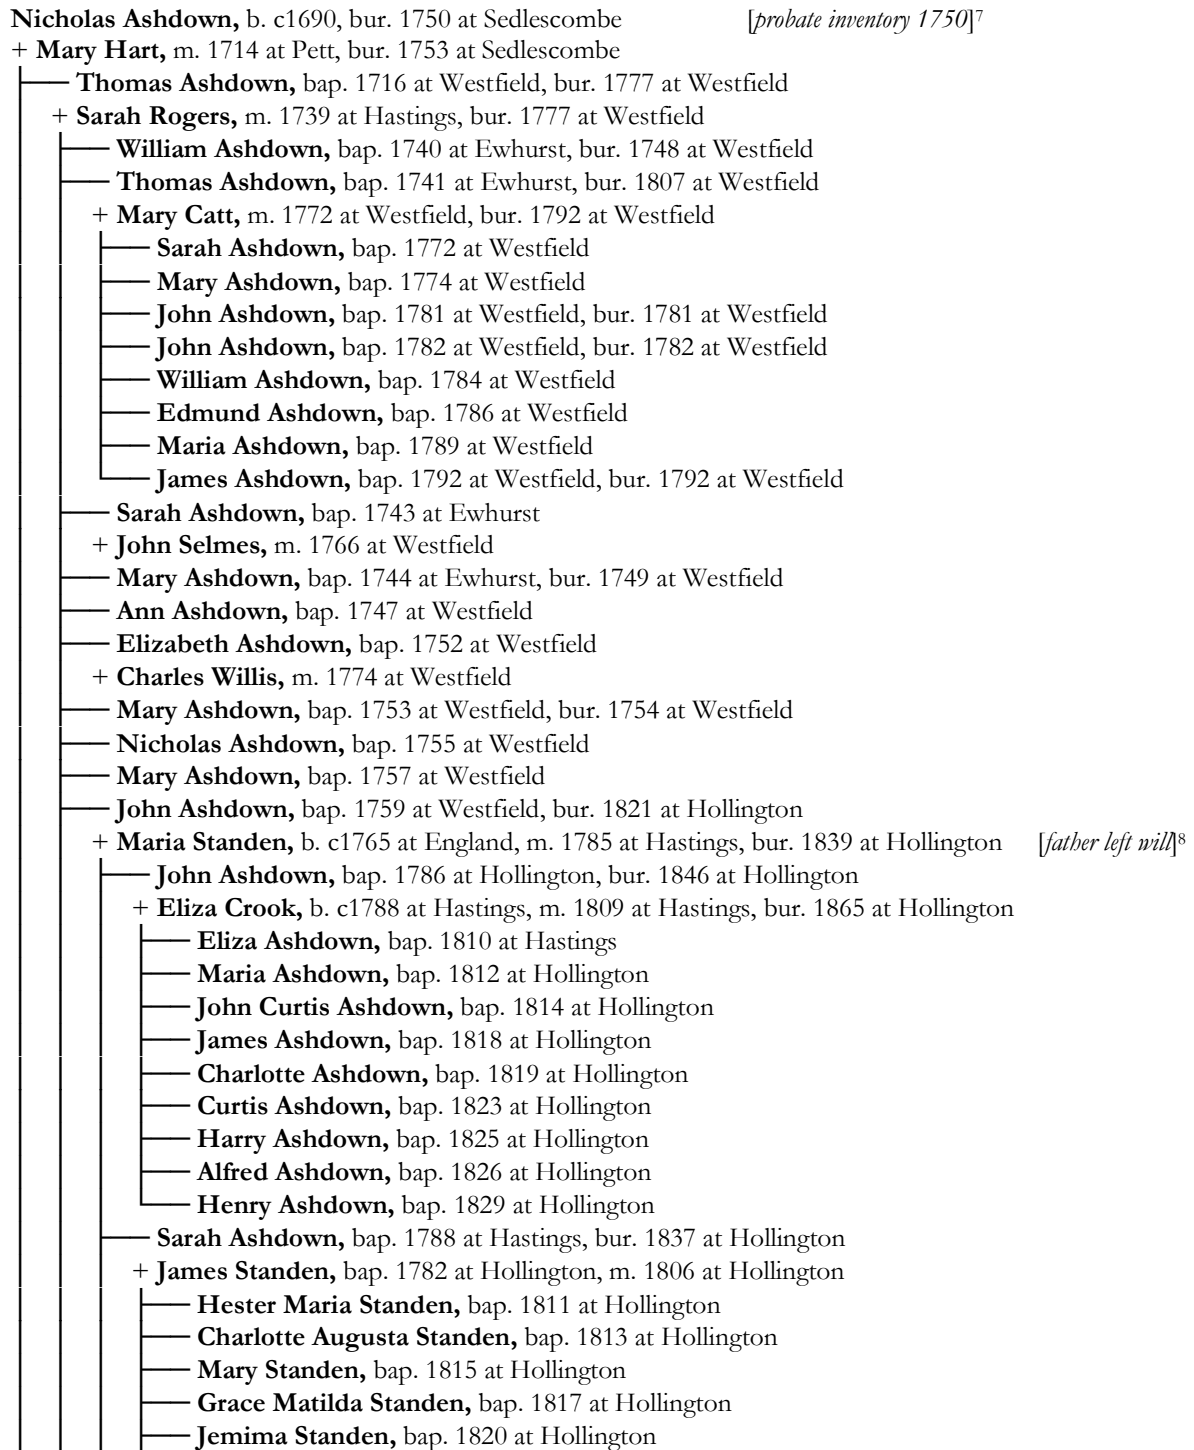 Nicholas Ashdown, b. c1690, bur. 1750 at Sedlescombe [probate inventory 1750]7
+ Mary Hart, m. 1714 at Pett, bur. 1753 at Sedlescombe
Thomas Ashdown, bap. 1716 at Westfield, bur. 1777 at Westfield
+ Sarah Rogers, m. 1739 at Hastings, bur. 1777 at Westfield
William Ashdown, bap. 1740 at Ewhurst, bur. 1748 at Westfield
Thomas Ashdown, bap. 1741 at Ewhurst, bur. 1807 at Westfield
+ Mary Catt, m. 1772 at Westfield, bur. 1792 at Westfield
Sarah Ashdown, bap. 1772 at Westfield
Mary Ashdown, bap. 1774 at Westfield
John Ashdown, bap. 1781 at Westfield, bur. 1781 at Westfield
John Ashdown, bap. 1782 at Westfield, bur. 1782 at Westfield
William Ashdown, bap. 1784 at Westfield
Edmund Ashdown, bap. 1786 at Westfield
Maria Ashdown, bap. 1789 at Westfield
James Ashdown, bap. 1792 at Westfield, bur. 1792 at Westfield
Sarah Ashdown, bap. 1743 at Ewhurst
+ John Selmes, m. 1766 at Westfield
Mary Ashdown, bap. 1744 at Ewhurst, bur. 1749 at Westfield
Ann Ashdown, bap. 1747 at Westfield
Elizabeth Ashdown, bap. 1752 at Westfield
+ Charles Willis, m. 1774 at Westfield
Mary Ashdown, bap. 1753 at Westfield, bur. 1754 at Westfield
Nicholas Ashdown, bap. 1755 at Westfield
Mary Ashdown, bap. 1757 at Westfield
John Ashdown, bap. 1759 at Westfield, bur. 1821 at Hollington
+ Maria Standen, b. c1765 at England, m. 1785 at Hastings, bur. 1839 at Hollington [father left will]8
John Ashdown, bap. 1786 at Hollington, bur. 1846 at Hollington
+ Eliza Crook, b. c1788 at Hastings, m. 1809 at Hastings, bur. 1865 at Hollington
Eliza Ashdown, bap. 1810 at Hastings
Maria Ashdown, bap. 1812 at Hollington
John Curtis Ashdown, bap. 1814 at Hollington
James Ashdown, bap. 1818 at Hollington
Charlotte Ashdown, bap. 1819 at Hollington
Curtis Ashdown, bap. 1823 at Hollington
Harry Ashdown, bap. 1825 at Hollington
Alfred Ashdown, bap. 1826 at Hollington
Henry Ashdown, bap. 1829 at Hollington
Sarah Ashdown, bap. 1788 at Hastings, bur. 1837 at Hollington
+ James Standen, bap. 1782 at Hollington, m. 1806 at Hollington
Hester Maria Standen, bap. 1811 at Hollington
Charlotte Augusta Standen, bap. 1813 at Hollington
Mary Standen, bap. 1815 at Hollington
Grace Matilda Standen, bap. 1817 at Hollington
Jemima Standen, bap. 1820 at Hollington